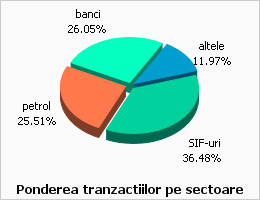 banci
26.05%
altele
11.97%
petrol
25.51%
SIF-uri
36.48%
Ponderea tranzactiilor pe sectoare